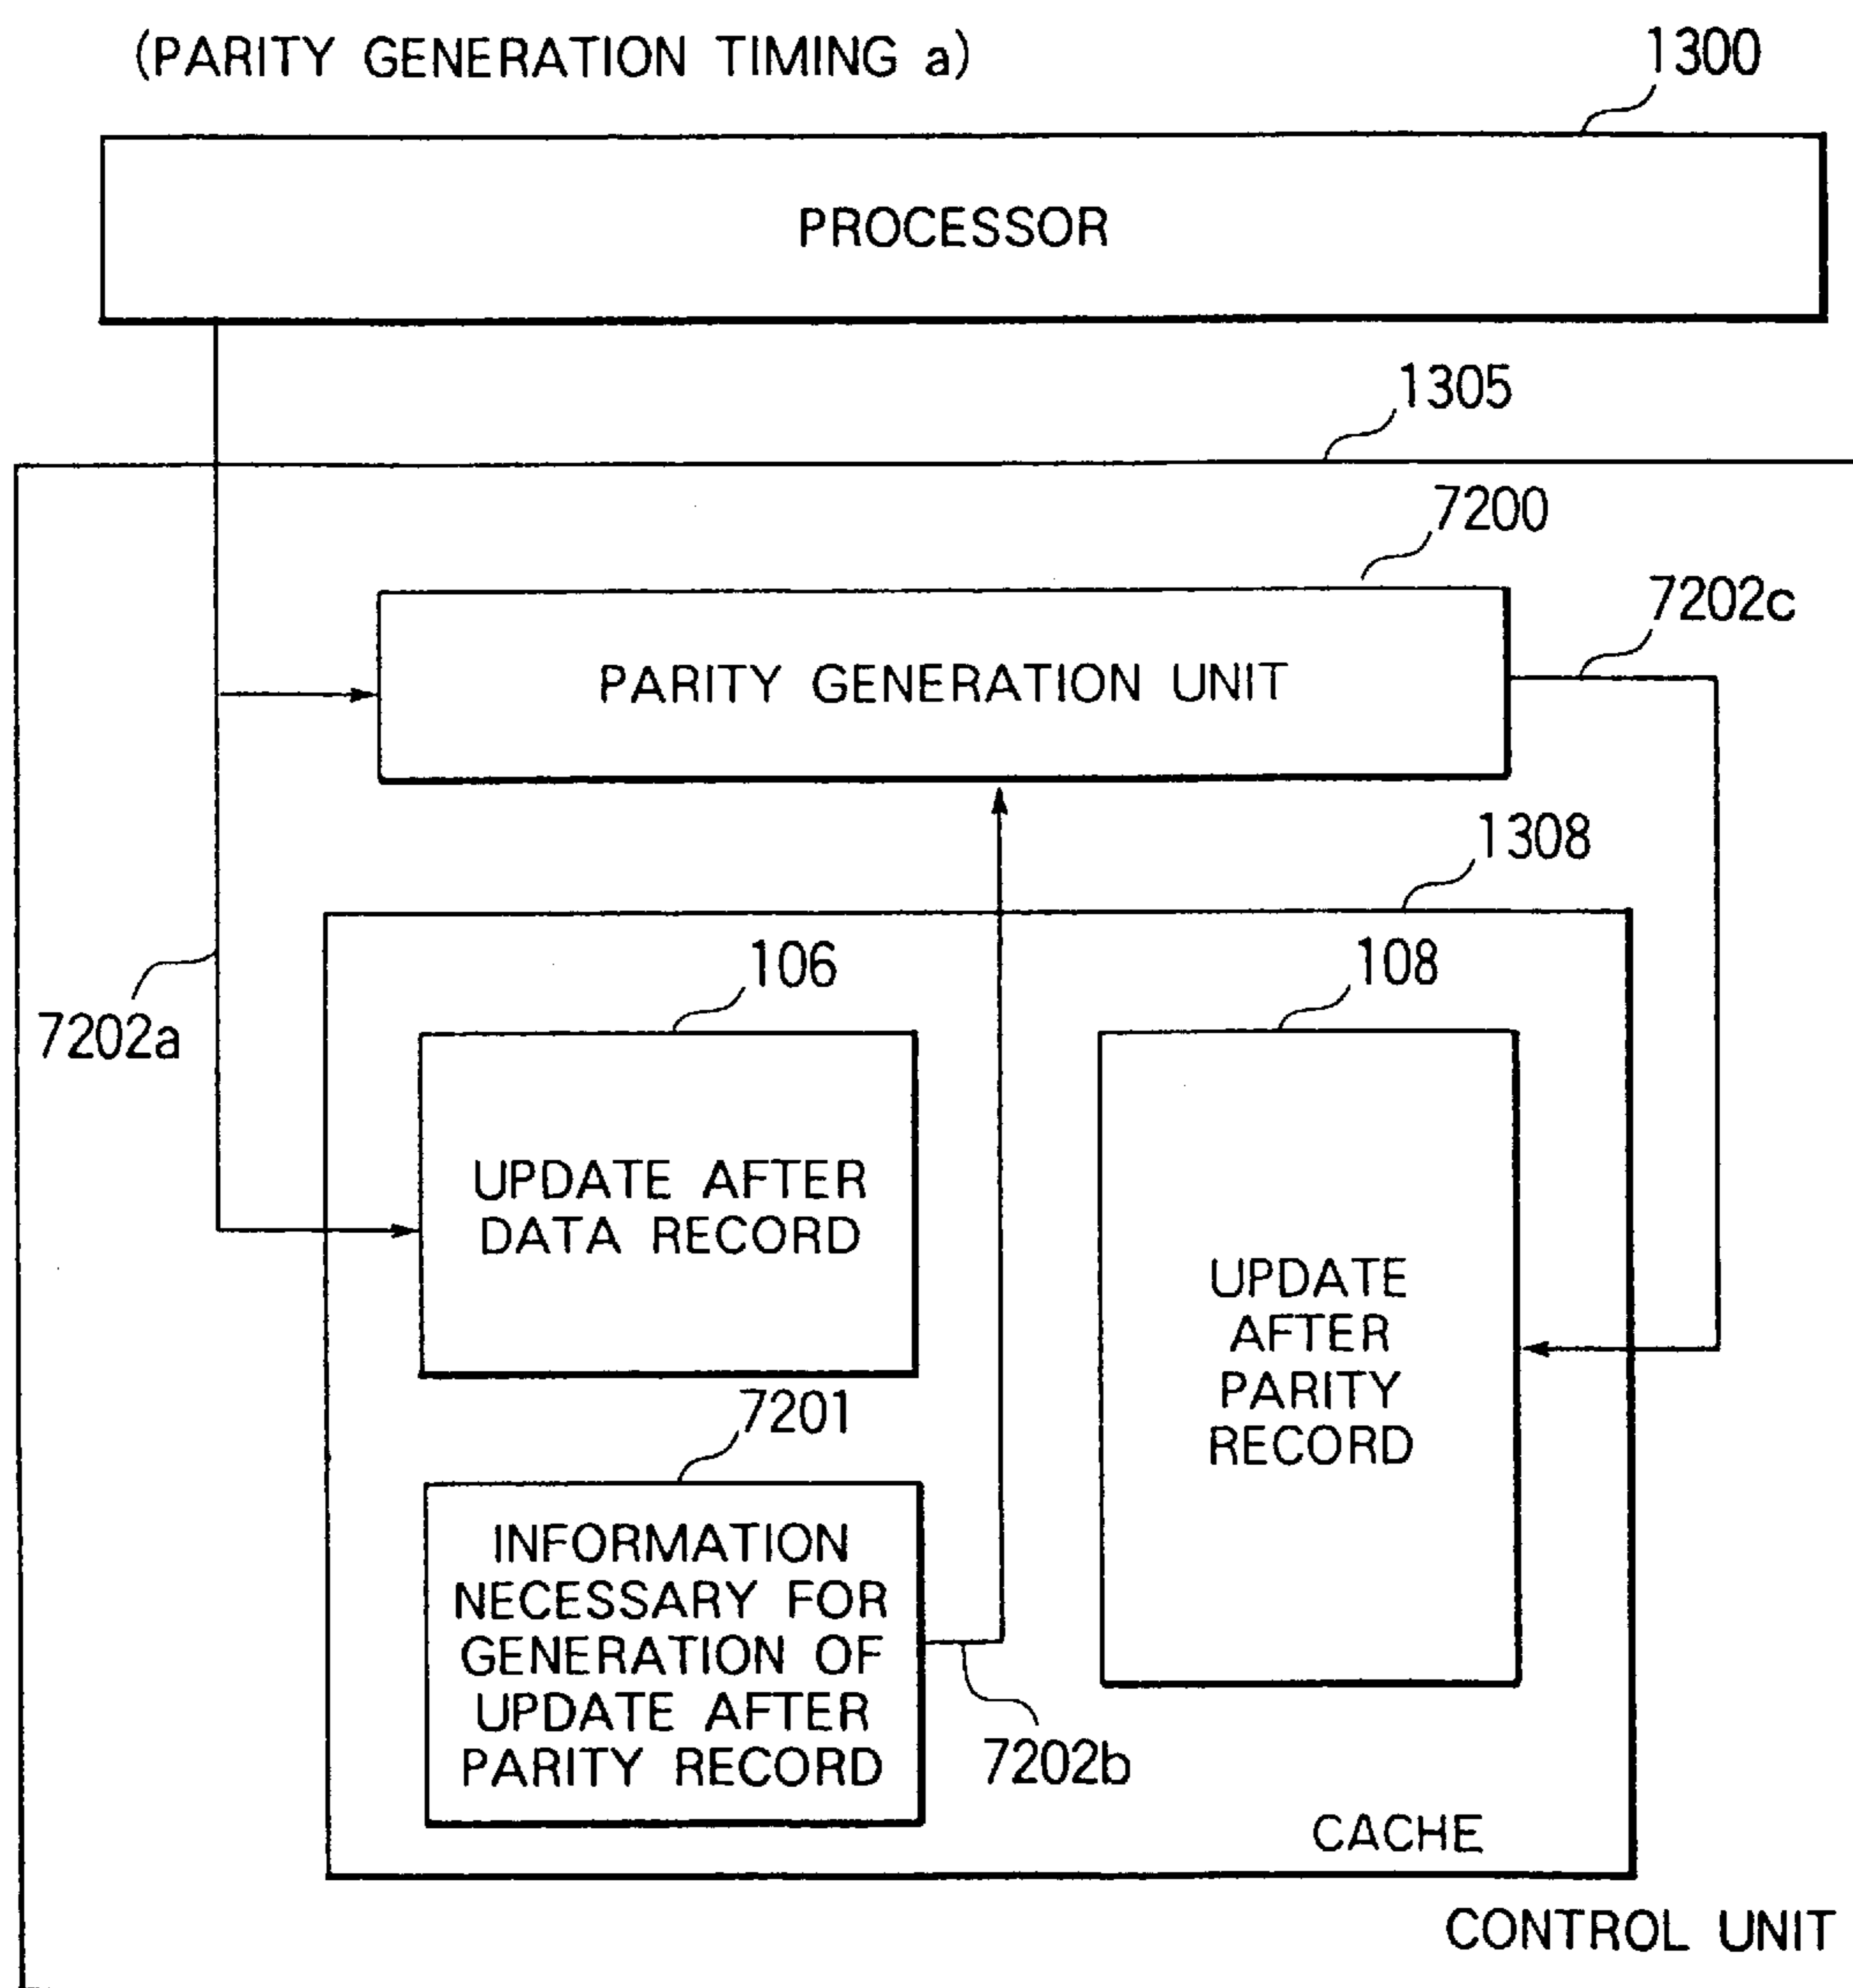 (PARITY GENERATION TIMING a)
1300
PROCESSOR
1305
7200
7202c
PARITY GENERATION UNIT
1308
106
108
7202a
UPDATE AFTER
DATA RECORD
UPDATE
AFTER
PARITY
RECORD
7201
INFORMATION
NECESSARY FOR
GENERATION OF
UPDATE AFTER
PARITY RECORD
7202b
CACHE
CONTROL UNIT